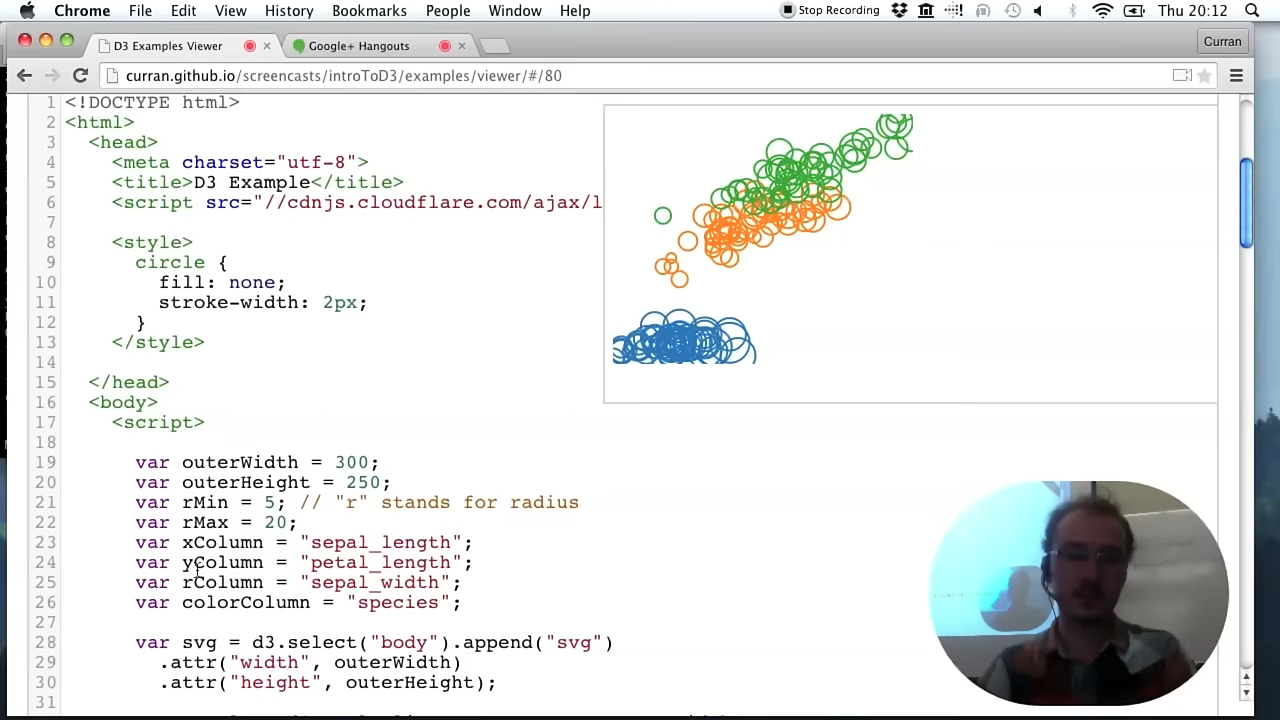 Chrome File Edit View History Bookmarks People Window Help Stop Recording Thu 20:12
D3 Examples Viewer Google+ Hangouts Curran
curran.github.io/screencasts/introToD3/examples/viewer/#/80
1 <!DOCTYPE html>
2 <html>
3 <head>
4 <meta charset="utf-8">
5 <title>D3 Example</title>
6 <script src="//cdnjs.cloudflare.com/ajax/l
7
8 <style>
9 circle {
10 fill: none;
11 stroke-width: 2px;
12 }
13 </style>
14
15 </head>
16 <body>
17 <script>
18
19 var outerWidth = 300;
20 var outerHeight = 250;
21 var rMin = 5; // "r" stands for radius
22 var rMax = 20;
23 var xColumn = "sepal_length";
24 var yColumn = "petal_length";
25 var rColumn = "sepal_width";
26 var colorColumn = "species";
27
28 var svg = d3.select("body").append("svg")
29 .attr("width", outerWidth)
30 .attr("height", outerHeight);
31